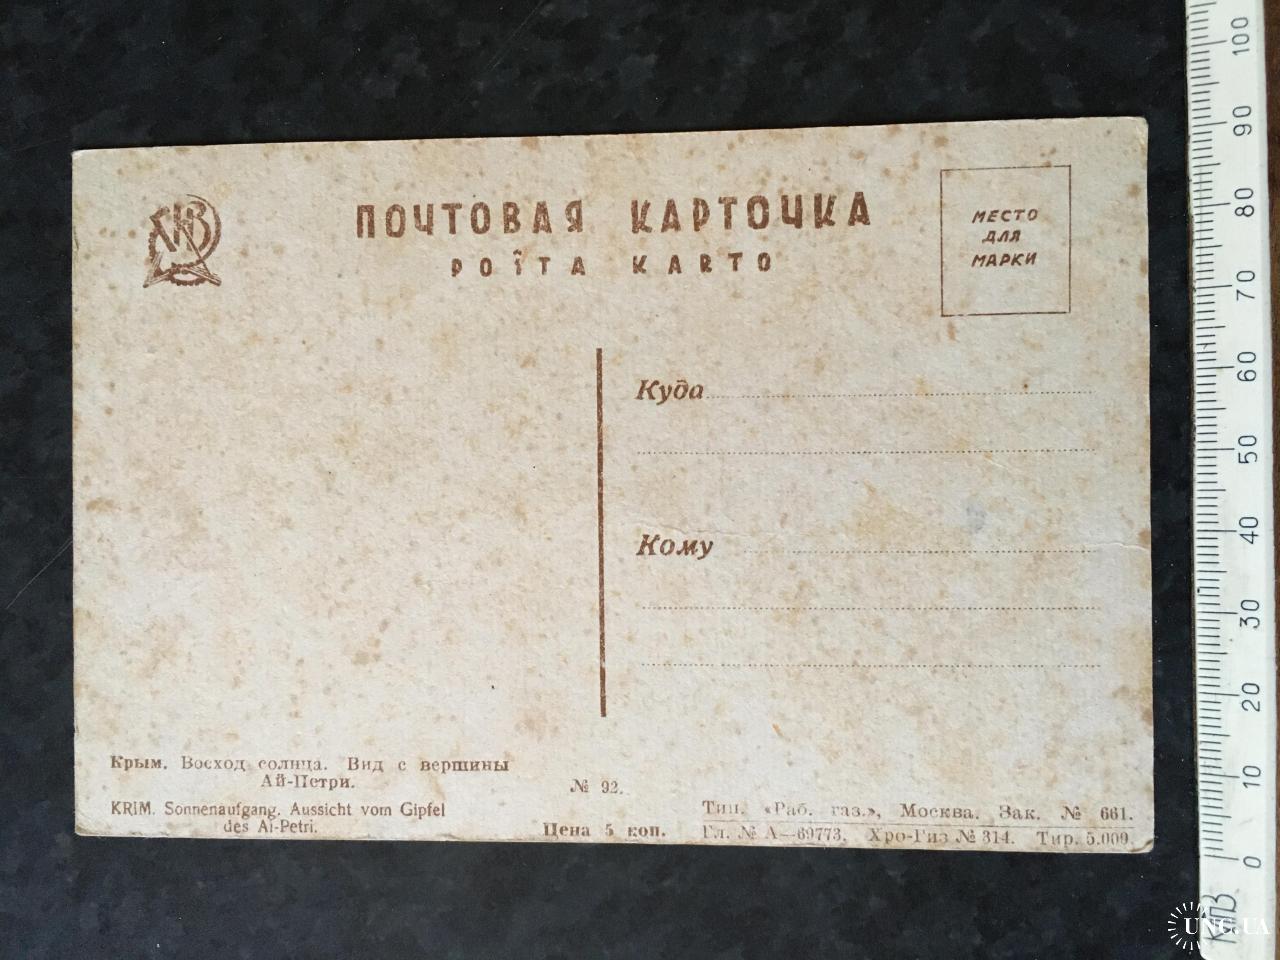 ПОЧТОВАЯ КАРТОЧКА
POŜTA KARTO
МЕСТО
ДЛЯ
МАРКИ
Куда
Кому
Крым. Восход солнца. Вид с вершины
Ай-Петри.
KRIM. Sonnenaufgang. Aussicht vom Gipfel
des Ai-Petri.
№ 92.
Цена 5 коп.
Тип. «Раб. газ.», Москва. Зак. № 661.
Гл. № А—69773. Хро-Гиз № 314. Тир. 5.000.
100
90
80
70
60
50
40
30
20
10
0
UNC.UA